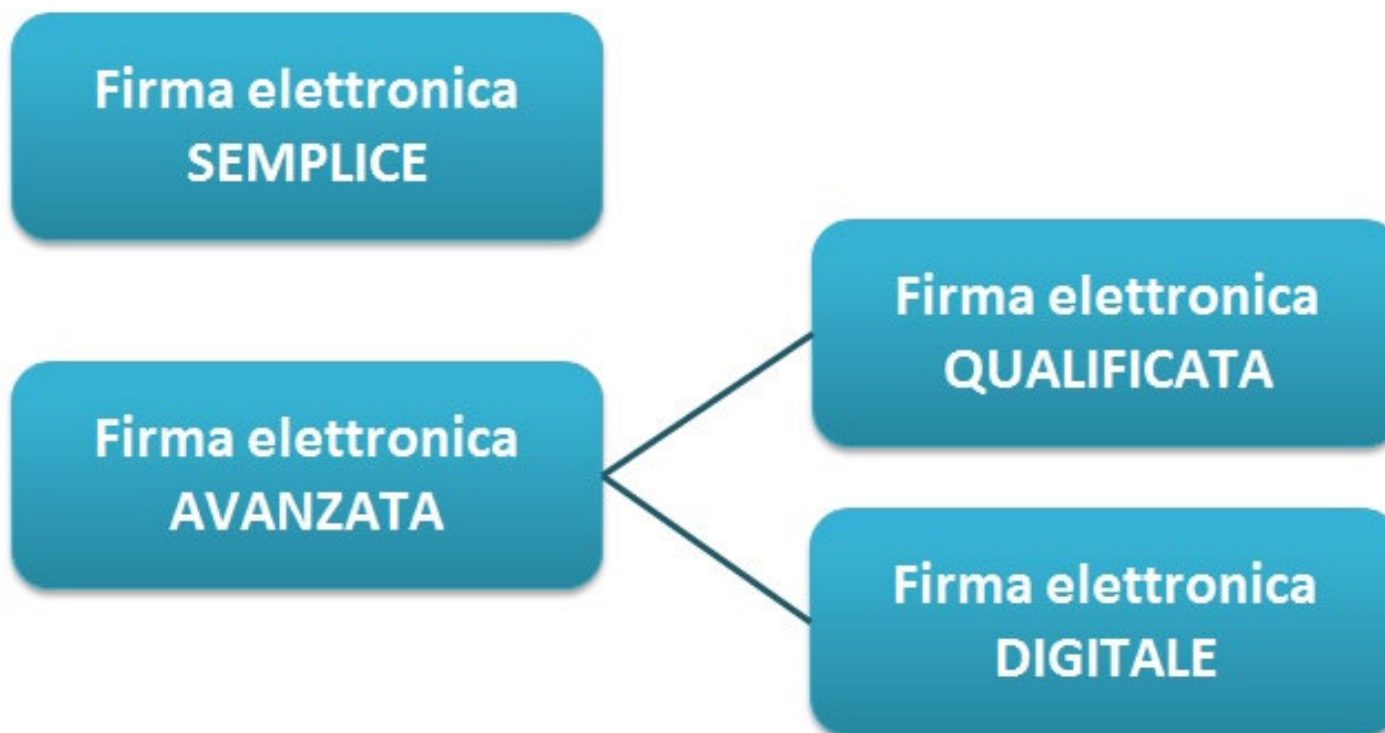 Firma elettronica
SEMPLICE
Firma elettronica
AVANZATA
Firma elettronica
QUALIFICATA
Firma elettronica
DIGITALE